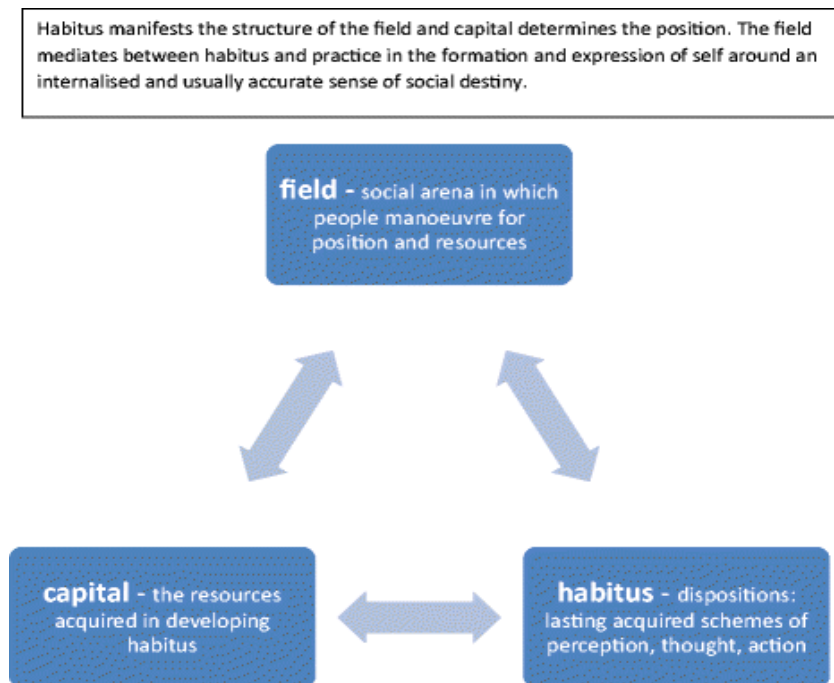 Habitus manifests the structure of the field and capital determines the position. The field
mediates between habitus and practice in the formation and expression of self around an
internalised and usually accurate sense of social destiny.
field - social arena in which
people manoeuvre for
position and resources
capital - the resources
acquired in developing
habitus
habitus - dispositions:
lasting acquired schemes of
perception, thought, action